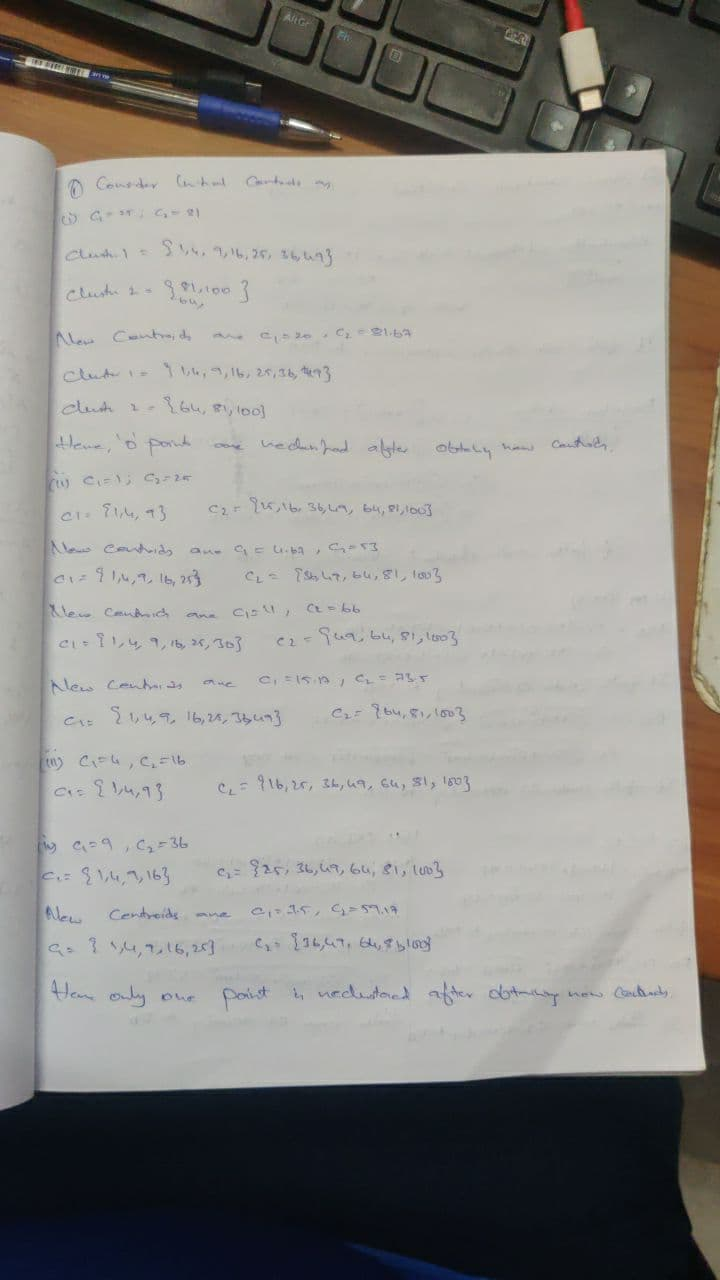 AltGr
Fn
① Consider Initial Centroids as
(i) C₁=25; C₂=81
Cluster 1 = {1,4,9,16,25,36,49}
Cluster 2 = {81,100}
64,
New Centroids are C₁=20, C₂=81.67
Cluster 1 = {1,4,9,16,25,36,49}
Cluster 2 = {64,81,100}
Hence, '0' points are reclustered after obtaining new centroids.
(ii) C₁=1; C₂=25
C1= {1,4,9} C2= {25,16,36,49,64,81,100}
New Centroids are C₁=4.67, C₂=53
C1= {1,4,9,16,25} C2= {36,49,64,81,100}
New Centroids are C₁=11, C2=66
C1= {1,4,9,16,25,36} C2= {49,64,81,100}
New Centroids are C₁=15.17, C₂=73.5
C1= {1,4,9,16,25,36,49} C2= {64,81,100}
(iii) C₁=4, C₂=16
C1= {1,4,9} C2= {16,25,36,49,64,81,100}
(iv) C₁=9, C₂=36
C1= {1,4,9,16} C2= {25,36,49,64,81,100}
New Centroids are C₁=7.5, C₂=59.17
C1= {1,4,9,16,25} C2= {36,49,64,81,100}
Hence only one point is reclustered after obtaining new centroids.